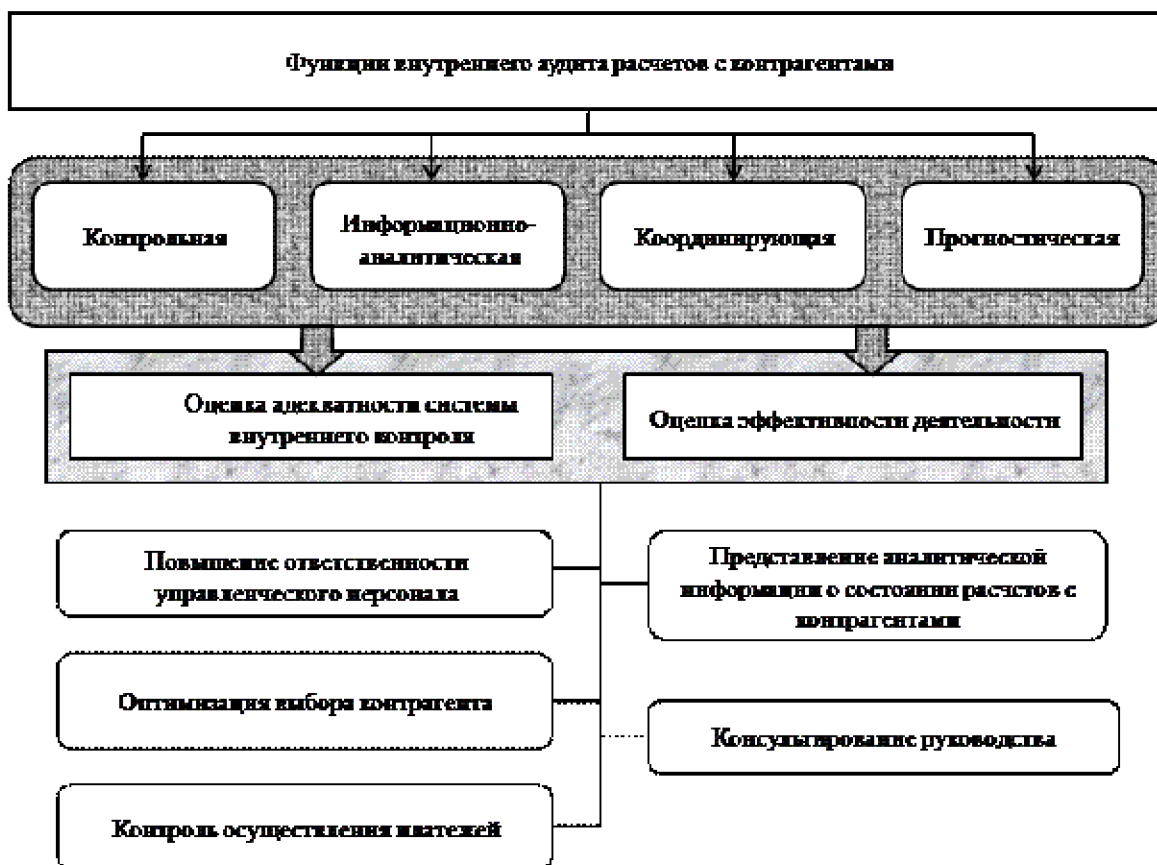 Функции внутреннего аудита расчетов с контрагентами
Контрольная
Информационно-
аналитическая
Координирующая
Прогностическая
Оценка адекватности системы
внутреннего контроля
Оценка эффективности деятельности
Повышение ответственности
управленческого персонала
Представление аналитической
информации о состоянии расчетов с
контрагентами
Оптимизация выбора контрагента
Консультирование руководства
Контроль осуществления платежей